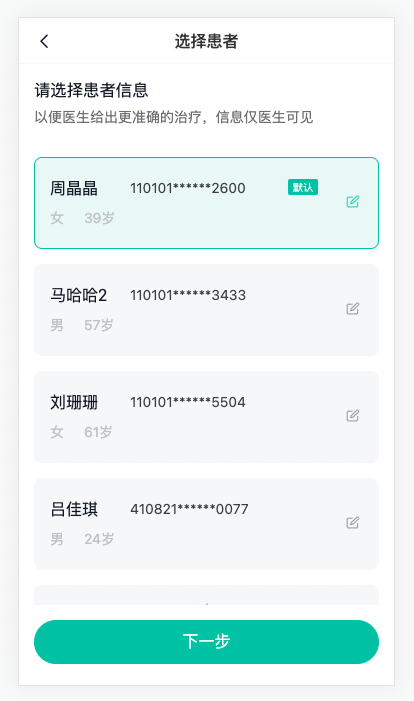 选择患者
请选择患者信息
以便医生给出更准确的治疗，信息仅医生可见
周晶晶 110101******2600 默认
女 39岁
马哈哈2 110101******3433
男 57岁
刘珊珊 110101******5504
女 61岁
吕佳琪 410821******0077
男 24岁
下一步